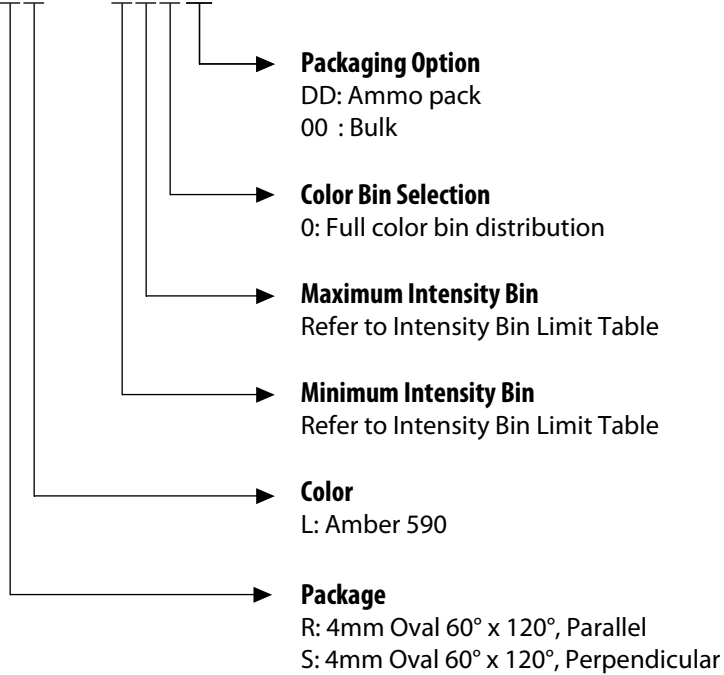 Packaging Option
DD: Ammo pack
00 : Bulk
Color Bin Selection
0: Full color bin distribution
Maximum Intensity Bin
Refer to Intensity Bin Limit Table
Minimum Intensity Bin
Refer to Intensity Bin Limit Table
Color
L: Amber 590
Package
R: 4mm Oval 60° x 120°, Parallel
S: 4mm Oval 60° x 120°, Perpendicular